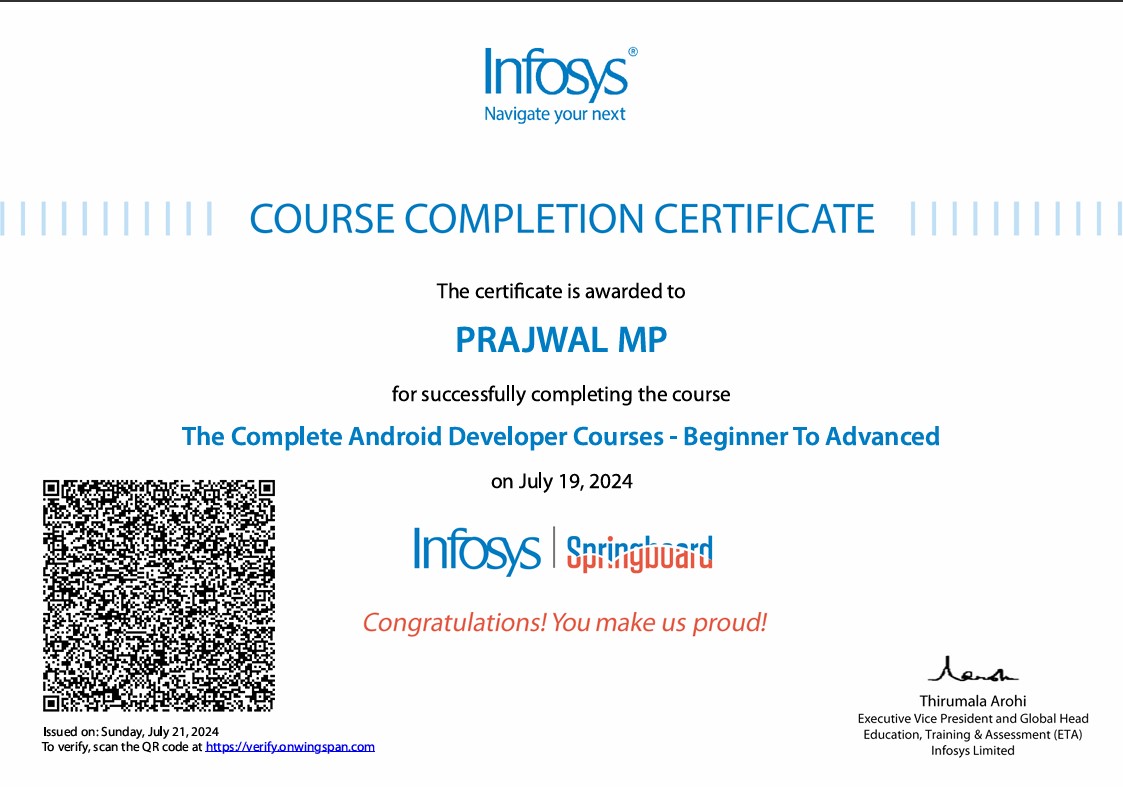 Infosys®
Navigate your next
COURSE COMPLETION CERTIFICATE
The certificate is awarded to
PRAJWAL MP
for successfully completing the course
The Complete Android Developer Courses - Beginner To Advanced
on July 19, 2024
Infosys | Springboard
Congratulations! You make us proud!
Issued on: Sunday, July 21, 2024
To verify, scan the QR code at https://verify.onwingspan.com
Thirumala Arohi
Executive Vice President and Global Head
Education, Training & Assessment (ETA)
Infosys Limited